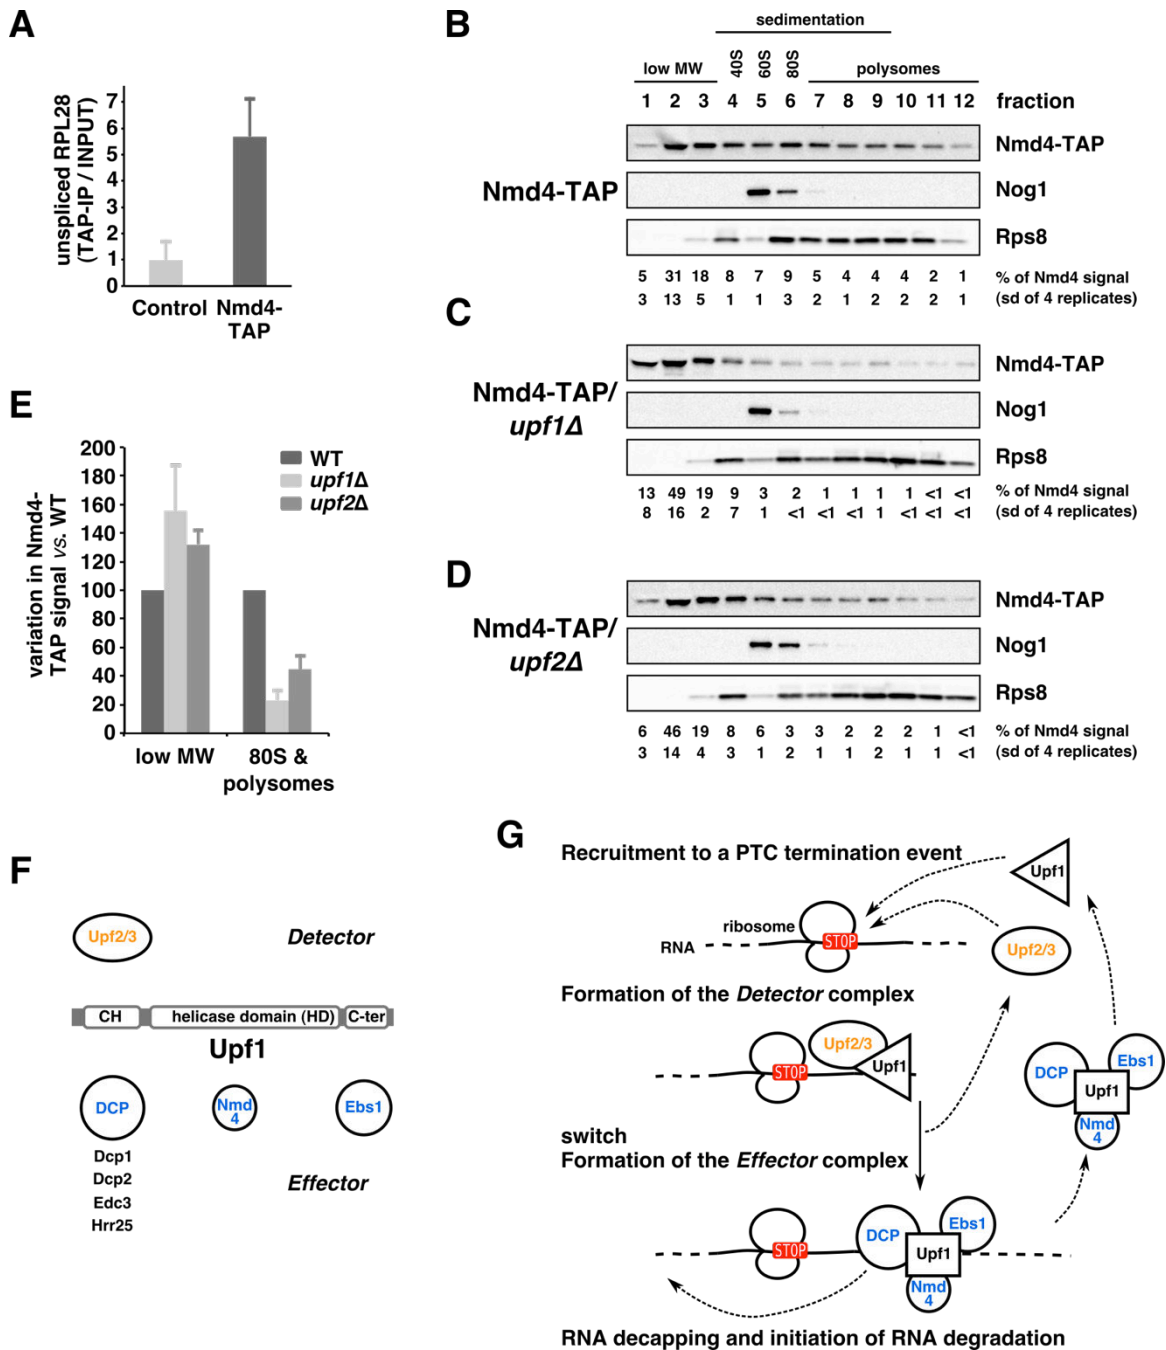 A
7
6
5
4
3
2
1
0
unspliced RPL28
(TAP-IP / INPUT)
Control
Nmd4-
TAP
B
sedimentation
low MW
40S
60S
80S
polysomes
1 2 3 4 5 6 7 8 9 10 11 12 fraction
Nmd4-TAP
Nmd4-TAP
Nog1
Rps8
5 31 18 8 7 9 5 4 4 4 2 1 % of Nmd4 signal
3 13 5 1 1 3 2 1 2 2 2 1 (sd of 4 replicates)
C
Nmd4-TAP/
upf1Δ
Nmd4-TAP
Nog1
Rps8
13 49 19 9 3 2 1 1 1 1 <1 <1 % of Nmd4 signal
8 16 2 7 1 <1 <1 <1 1 <1 <1 <1 (sd of 4 replicates)
D
Nmd4-TAP/
upf2Δ
Nmd4-TAP
Nog1
Rps8
6 46 19 8 6 3 3 2 2 2 1 <1 % of Nmd4 signal
3 14 4 3 1 2 1 1 2 1 1 <1 (sd of 4 replicates)
E
200
180
160
140
120
100
80
60
40
20
0
variation in Nmd4-
TAP signal vs. WT
WT
upf1Δ
upf2Δ
low MW
80S &
polysomes
F
Upf2/3
Detector
CH
helicase domain (HD)
C-ter
Upf1
DCP
Nmd
4
Ebs1
Dcp1
Dcp2
Edc3
Hrr25
Effector
G
Recruitment to a PTC termination event
Upf1
ribosome
STOP
RNA
Upf2/3
Formation of the Detector complex
Upf2/3
STOP
Upf1
DCP
Ebs1
Upf1
Nmd
4
switch
Formation of the Effector complex
STOP
DCP
Ebs1
Upf1
Nmd
4
RNA decapping and initiation of RNA degradation